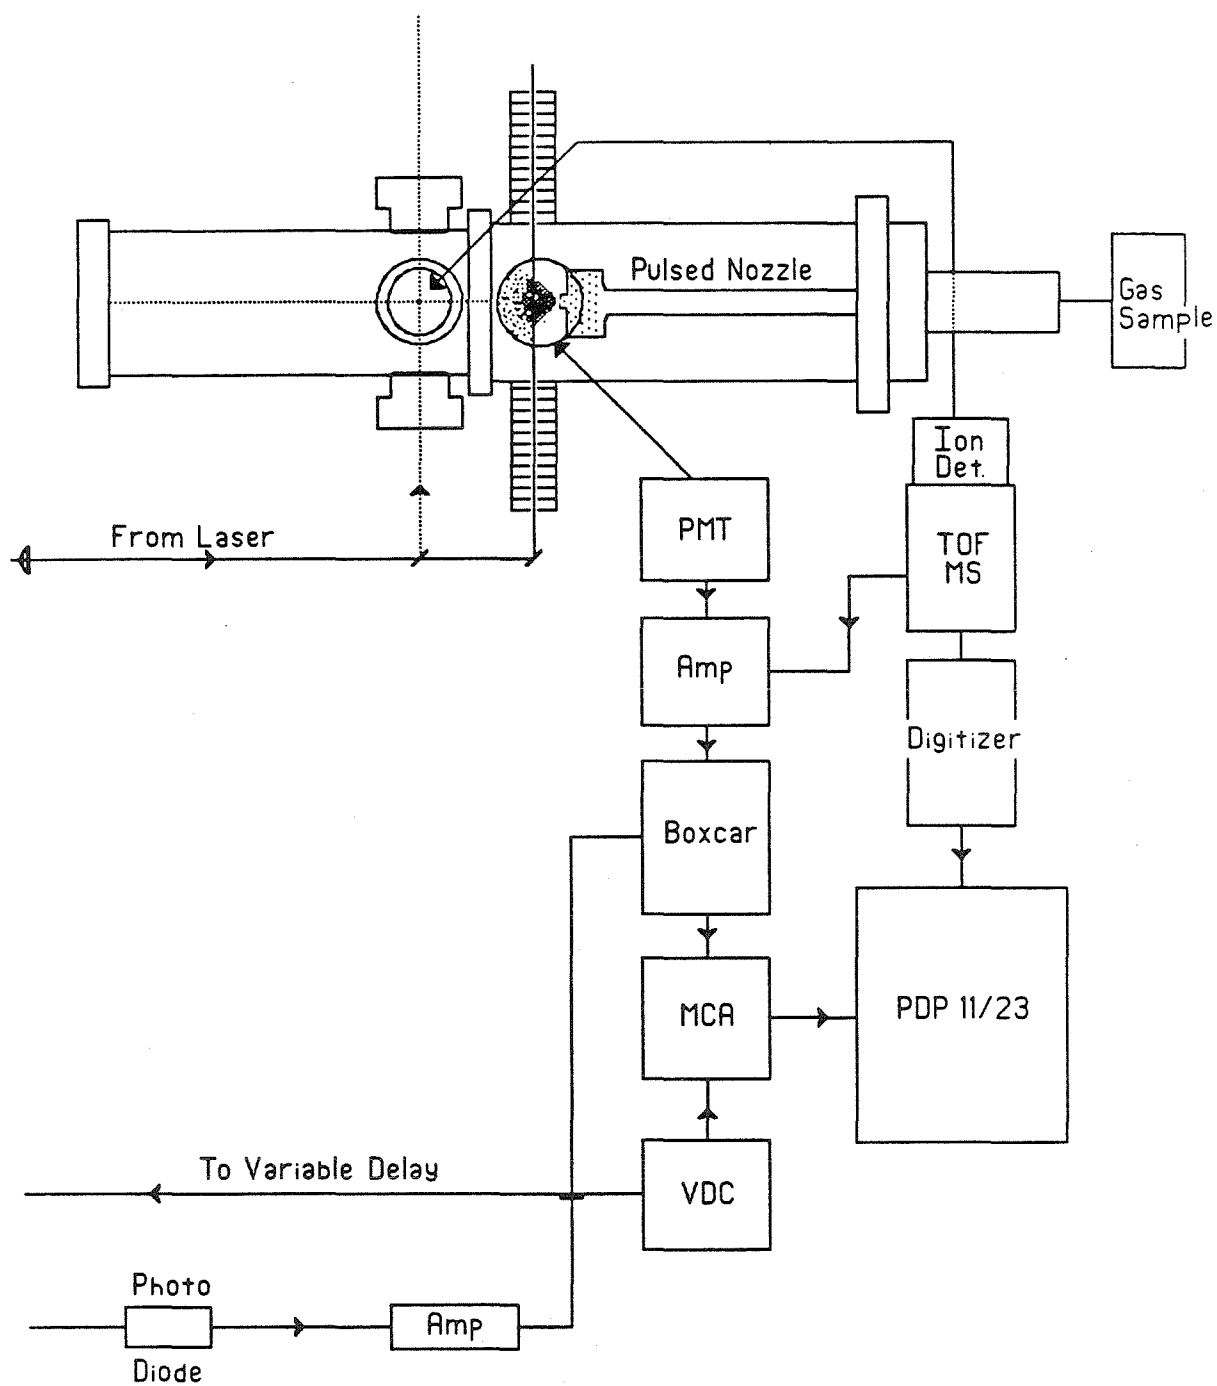 Pulsed Nozzle
Gas
Sample
Ion
Det.
From Laser
PMT
TOF
MS
Amp
Digitizer
Boxcar
MCA
PDP 11/23
To Variable Delay
VDC
Photo
Amp
Diode